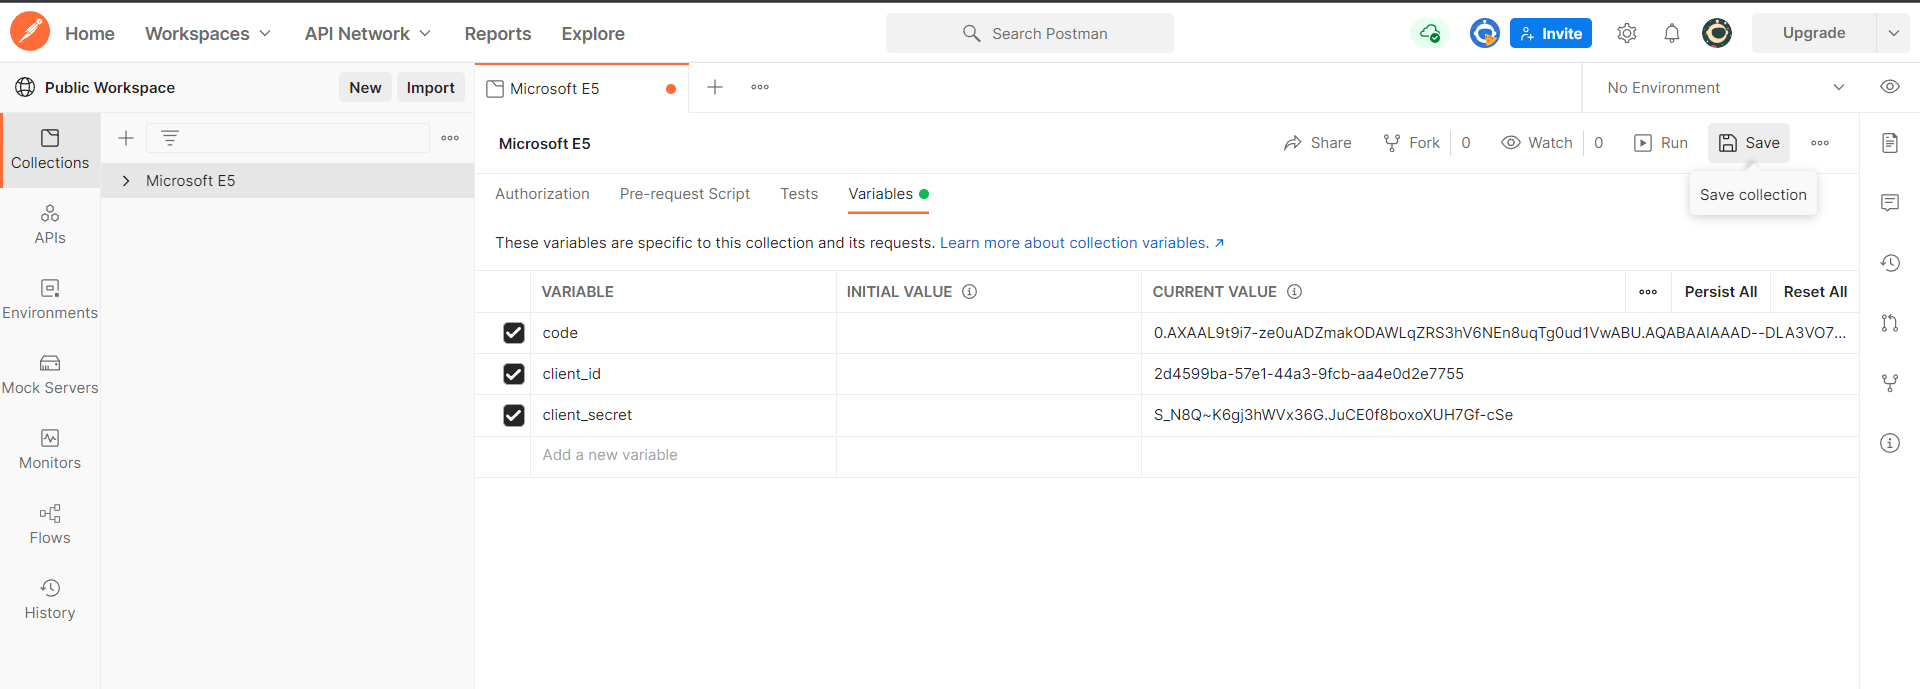 Home Workspaces API Network Reports Explore Search Postman Invite Upgrade
Public Workspace New Import Microsoft E5 No Environment
Collections
Microsoft E5
APIs
Environments
Mock Servers
Monitors
Flows
History
Microsoft E5 Share Fork 0 Watch 0 Run Save
Save collection
Authorization Pre-request Script Tests Variables
These variables are specific to this collection and its requests. Learn more about collection variables. ↗
VARIABLE INITIAL VALUE CURRENT VALUE Persist All Reset All
code 0.AXAAL9t9i7-ze0uADZmakODAWLqZRS3hV6NEn8uqTg0ud1VwABU.AQABAAIAAAD--DLA3VO7...
client_id 2d4599ba-57e1-44a3-9fcb-aa4e0d2e7755
client_secret S_N8Q~K6gj3hWVx36G.JuCE0f8boxoXUH7Gf-cSe
Add a new variable